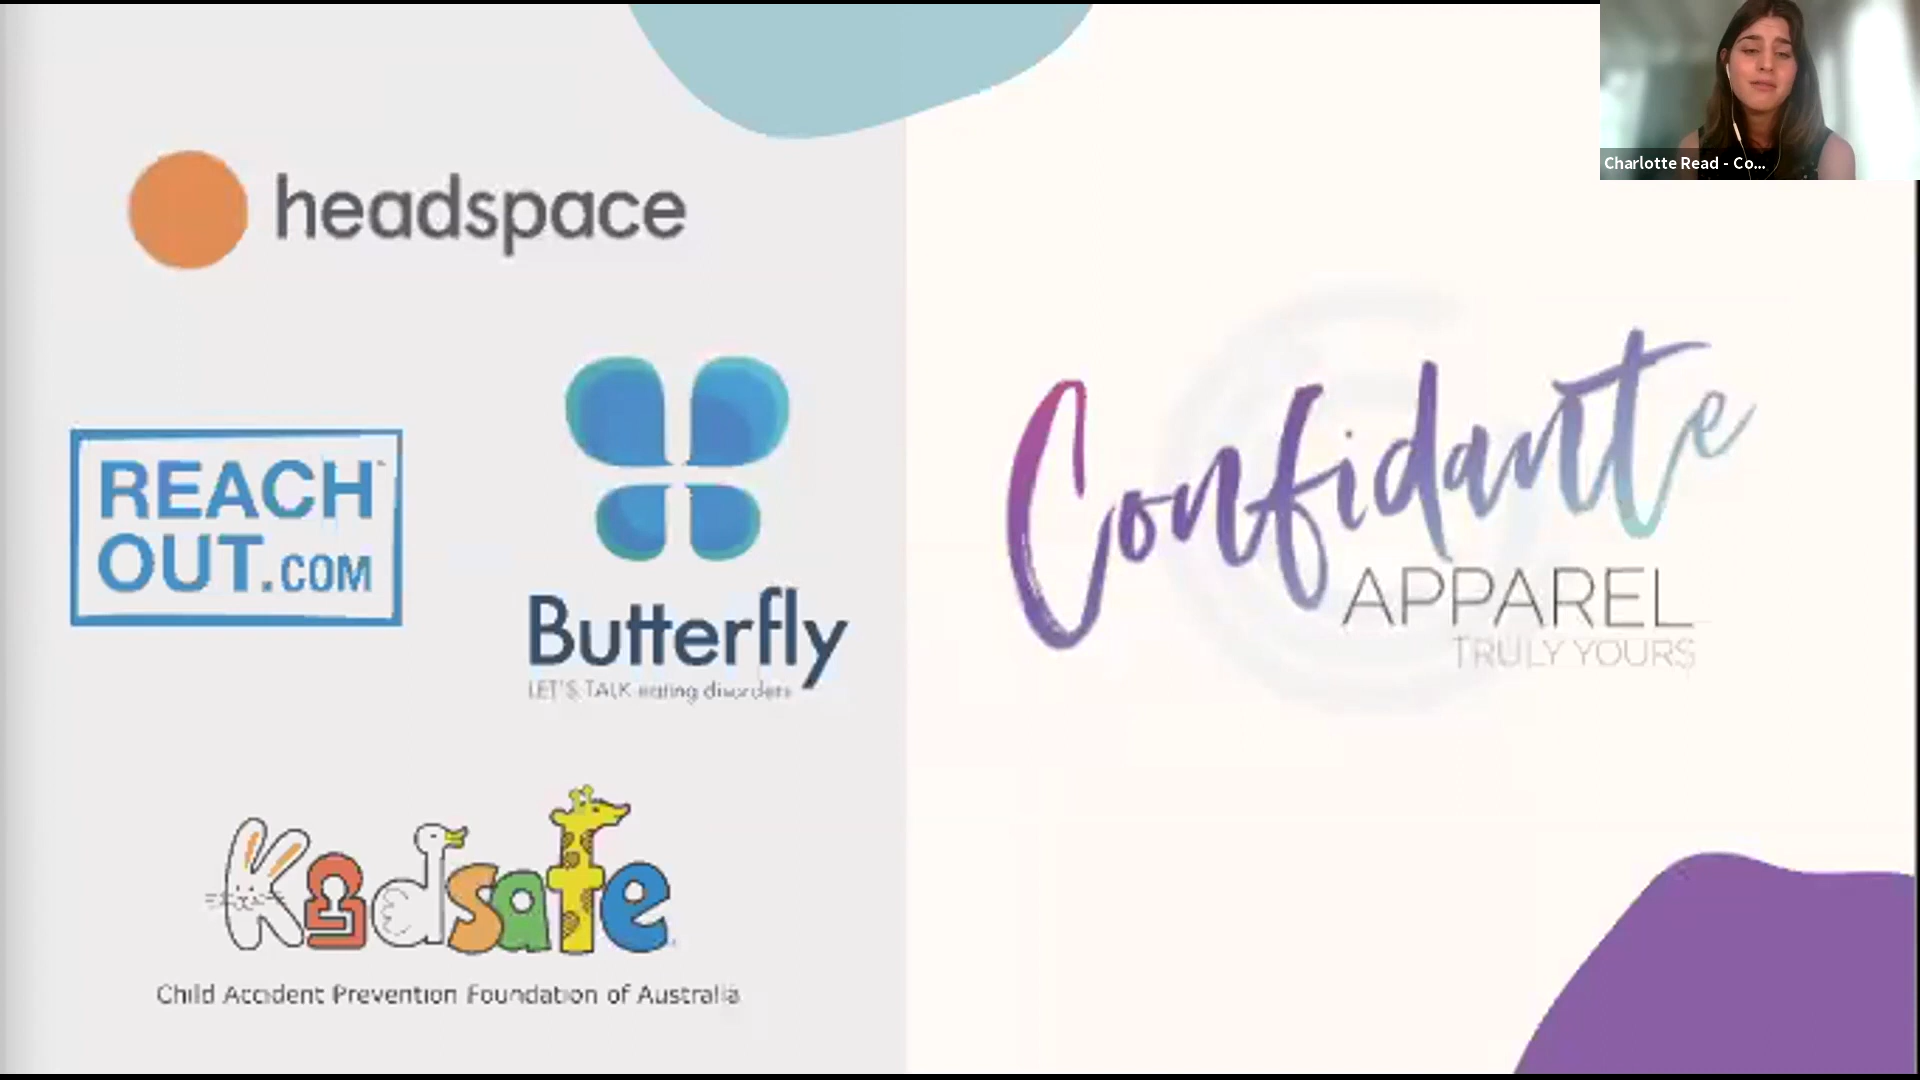 headspace
REACH
OUT.COM
Butterfly
LET'S TALK eating disorders
Kidsafe
Child Accident Prevention Foundation of Australia
Confidante
APPAREL
TRULY YOURS
Charlotte Read - Co...